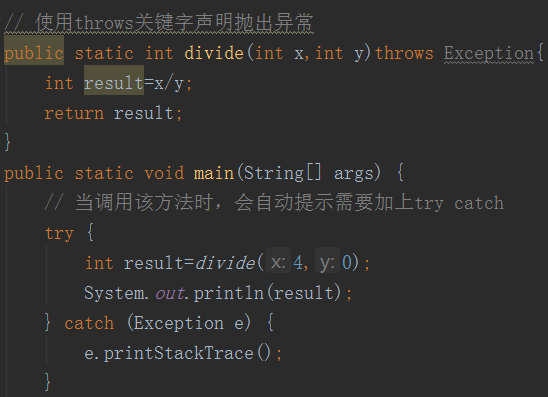 // 使用throws关键字声明抛出异常
public static int divide(int x,int y)throws Exception{
    int result=x/y;
    return result;
}
public static void main(String[] args) {
    // 当调用该方法时，会自动提示需要加上try catch
    try {
        int result=divide( x: 4, y: 0);
        System.out.println(result);
    } catch (Exception e) {
        e.printStackTrace();
    }